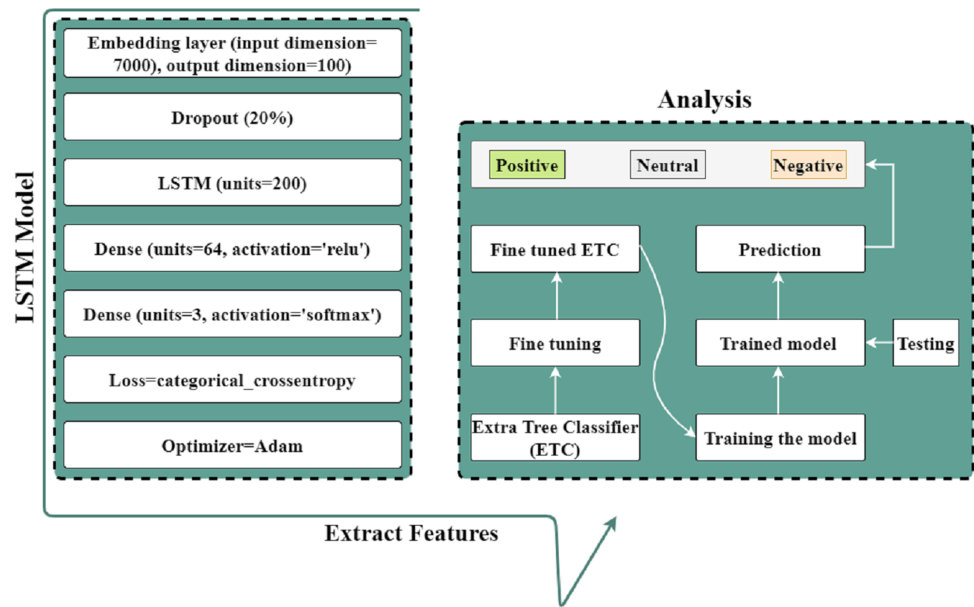 LSTM Model
Embedding layer (input dimension=
7000), output dimension=100)
Dropout (20%)
LSTM (units=200)
Dense (units=64, activation='relu')
Dense (units=3, activation='softmax')
Loss=categorical_crossentropy
Optimizer=Adam
Extract Features
Analysis
Positive
Neutral
Negative
Fine tuned ETC
Prediction
Fine tuning
Trained model
Testing
Extra Tree Classifier
(ETC)
Training the model